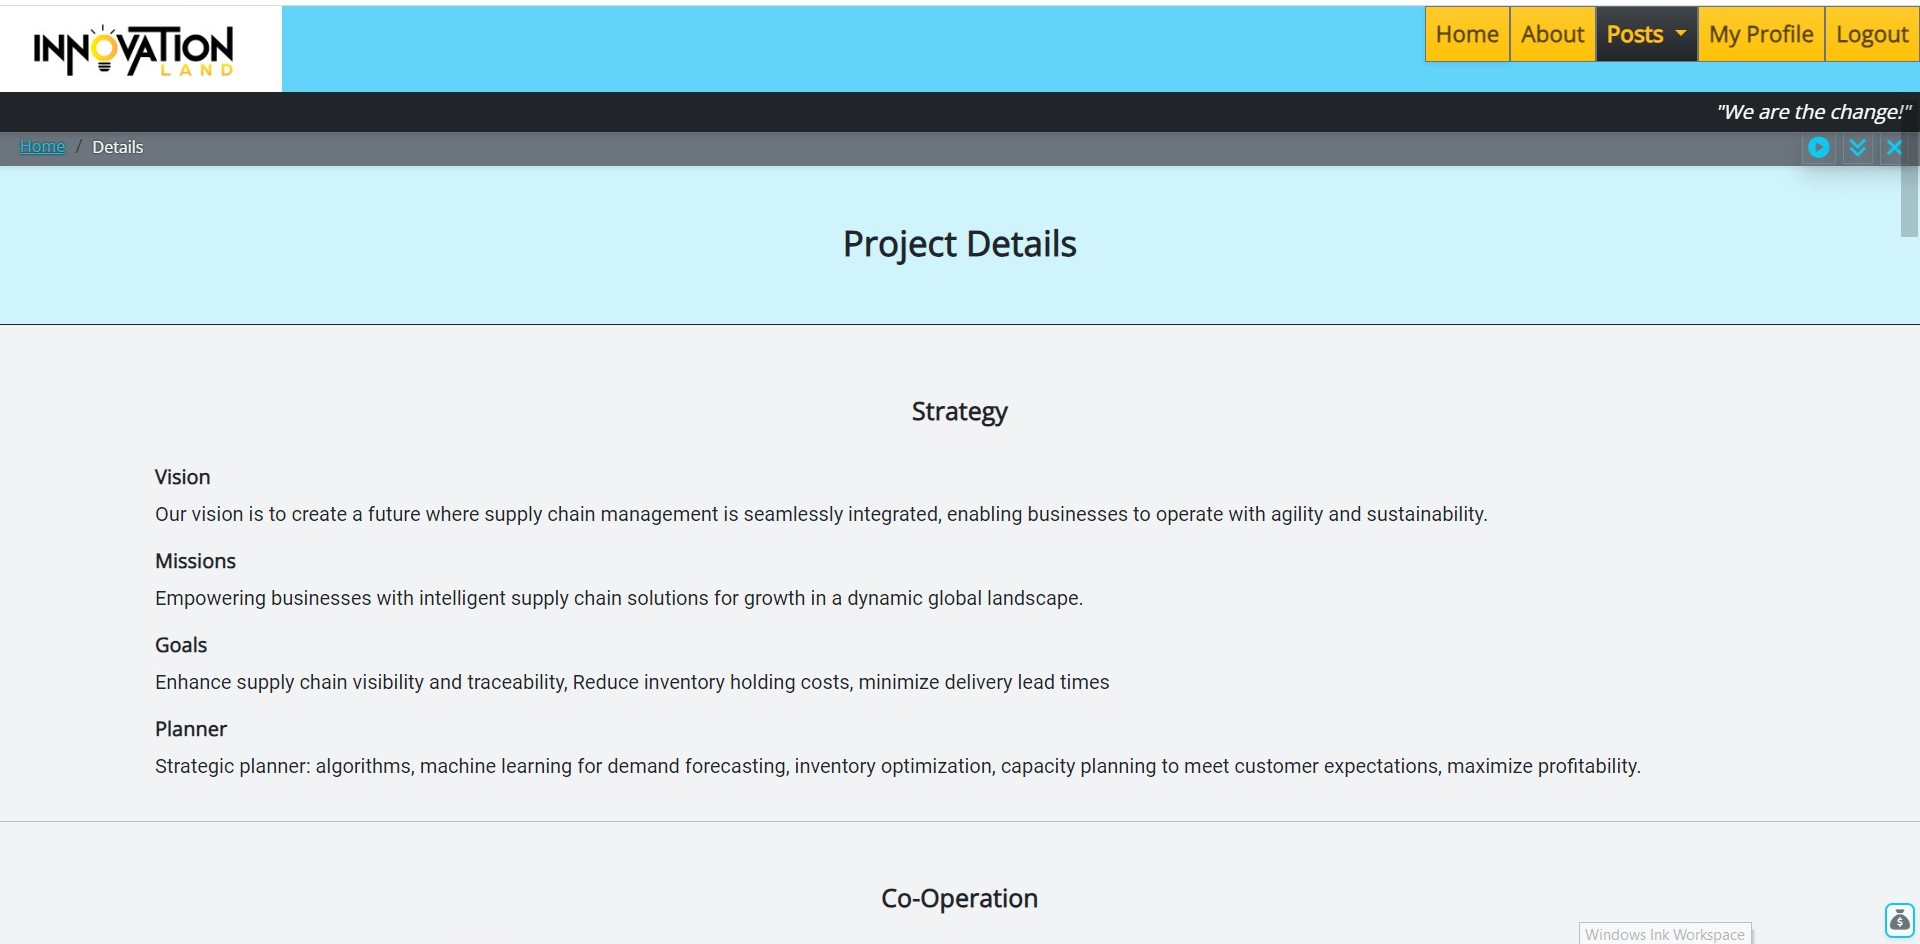 INNOVATION
LAND
Home About Posts My Profile Logout
"We are the change!"
Home / Details
Project Details
Strategy
Vision
Our vision is to create a future where supply chain management is seamlessly integrated, enabling businesses to operate with agility and sustainability.
Missions
Empowering businesses with intelligent supply chain solutions for growth in a dynamic global landscape.
Goals
Enhance supply chain visibility and traceability, Reduce inventory holding costs, minimize delivery lead times
Planner
Strategic planner: algorithms, machine learning for demand forecasting, inventory optimization, capacity planning to meet customer expectations, maximize profitability.
Co-Operation
Windows Ink Workspace